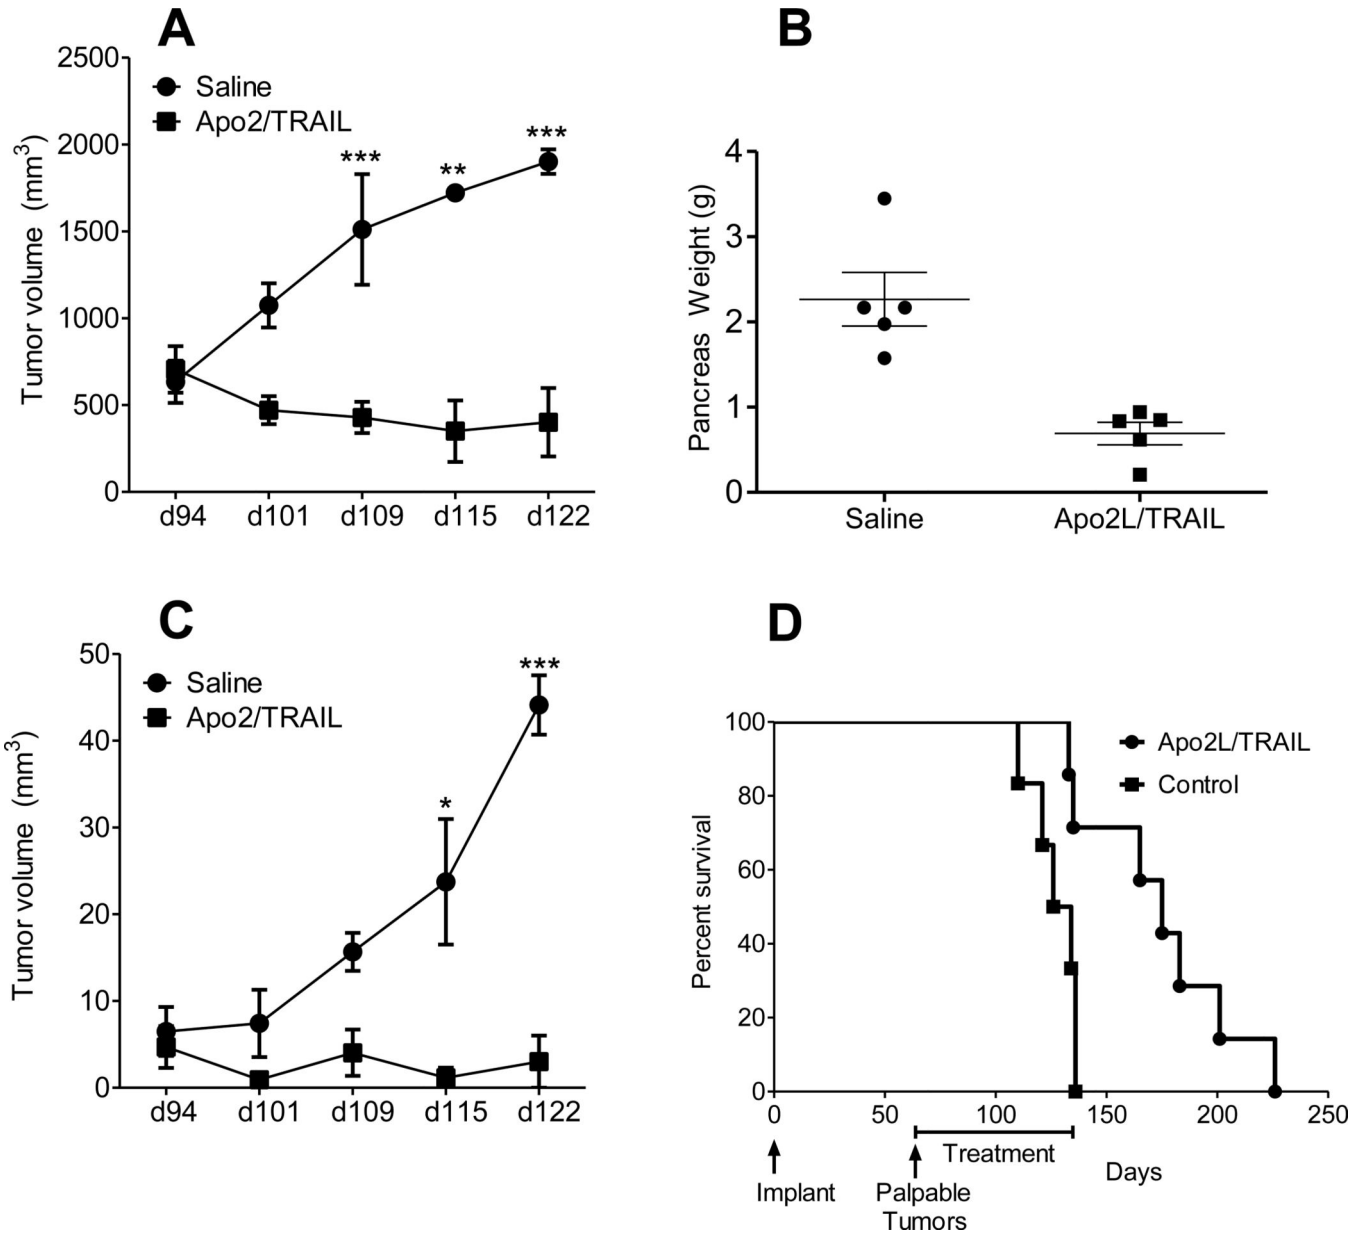 A
2500
2000
1500
1000
500
0
Tumor volume (mm3)
Saline
Apo2/TRAIL
***
**
***
d94 d101 d109 d115 d122
B
4
3
2
1
0
Pancreas Weight (g)
Saline Apo2L/TRAIL
C
50
40
30
20
10
0
Tumor volume (mm3)
Saline
Apo2/TRAIL
*
***
d94 d101 d109 d115 d122
D
100
80
60
40
20
0
Percent survival
Apo2L/TRAIL
Control
0 50 100 150 200 250
Treatment
Days
Implant
Palpable
Tumors